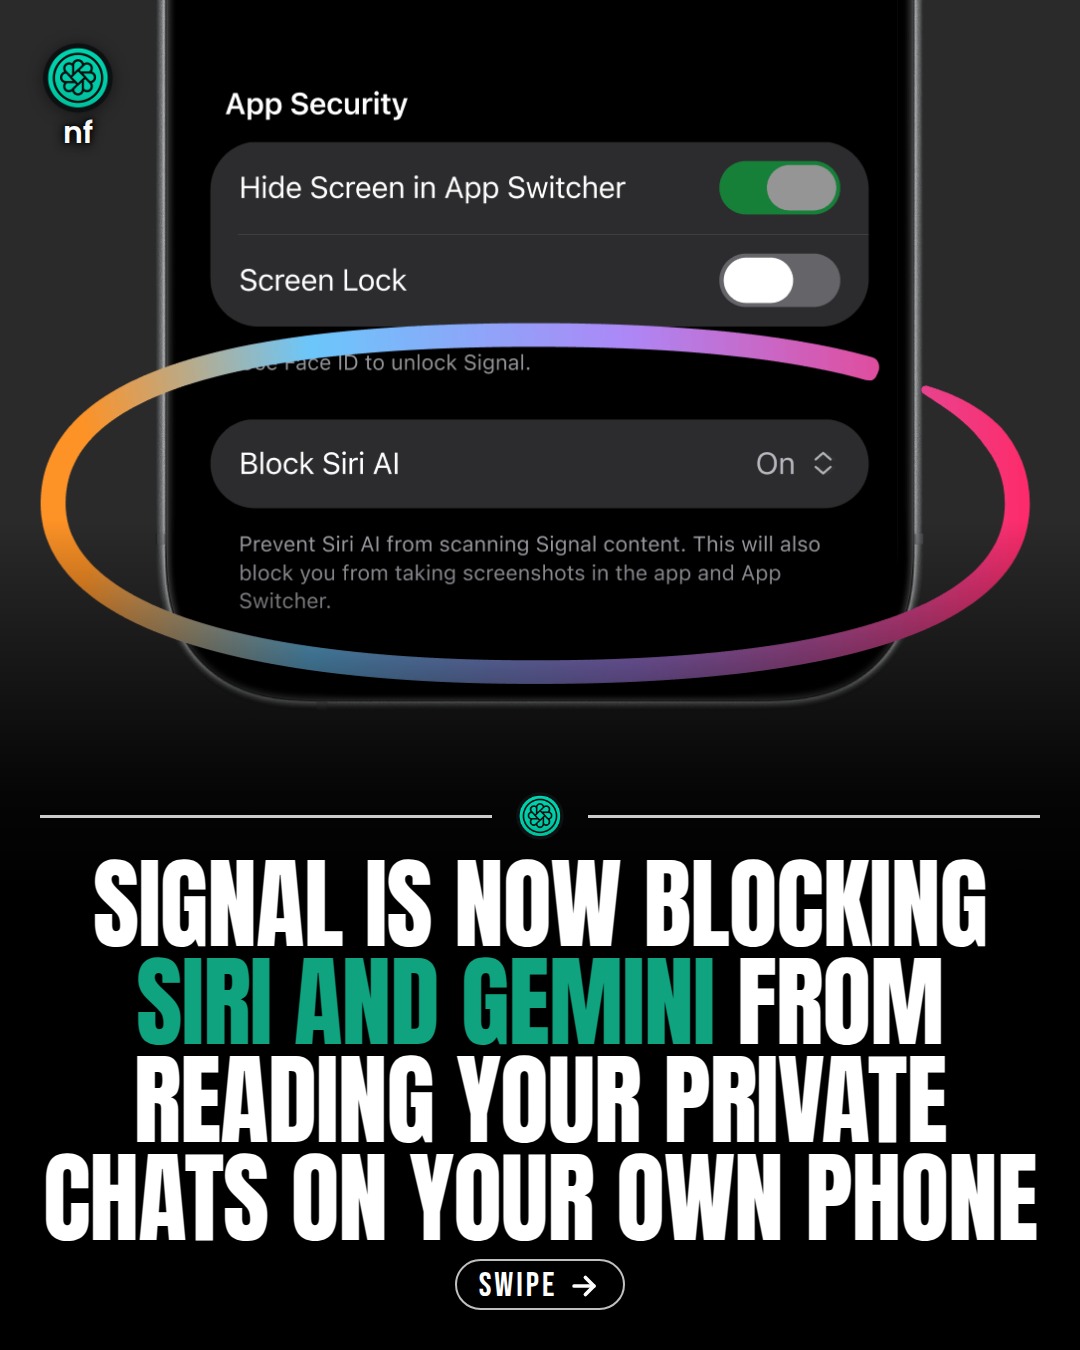 nf
App Security
Hide Screen in App Switcher
Screen Lock
Face ID to unlock Signal.
Block Siri AI
On
Prevent Siri AI from scanning Signal content. This will also
block you from taking screenshots in the app and App
Switcher.
SIGNAL IS NOW BLOCKING
SIRI AND GEMINI FROM
READING YOUR PRIVATE
CHATS ON YOUR OWN PHONE
SWIPE →